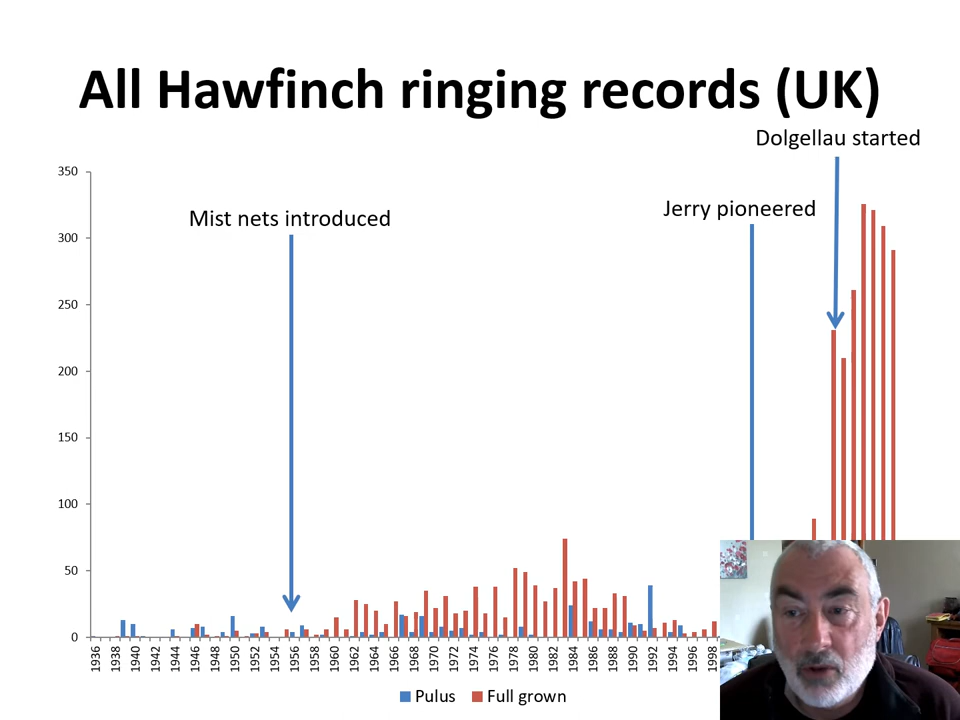 All Hawfinch ringing records (UK)
Dolgellau started
Jerry pioneered
Mist nets introduced
350
300
250
200
150
100
50
0
1936 1938 1940 1942 1944 1946 1948 1950 1952 1954 1956 1958 1960 1962 1964 1966 1968 1970 1972 1974 1976 1978 1980 1982 1984 1986 1988 1990 1992 1994 1996 1998
Pulus Full grown